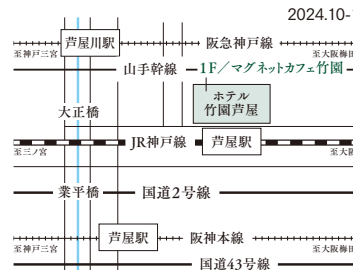 2024.10-
芦屋川駅
阪急神戸線
至神戸三宮
至大阪梅田
山手幹線
1F/マグネットカフェ竹園
ホテル
竹園芦屋
大正橋
JR神戸線
芦屋駅
至三ノ宮
至大阪
業平橋
国道2号線
芦屋駅
阪神本線
至神戸三宮
至大阪梅田
国道43号線